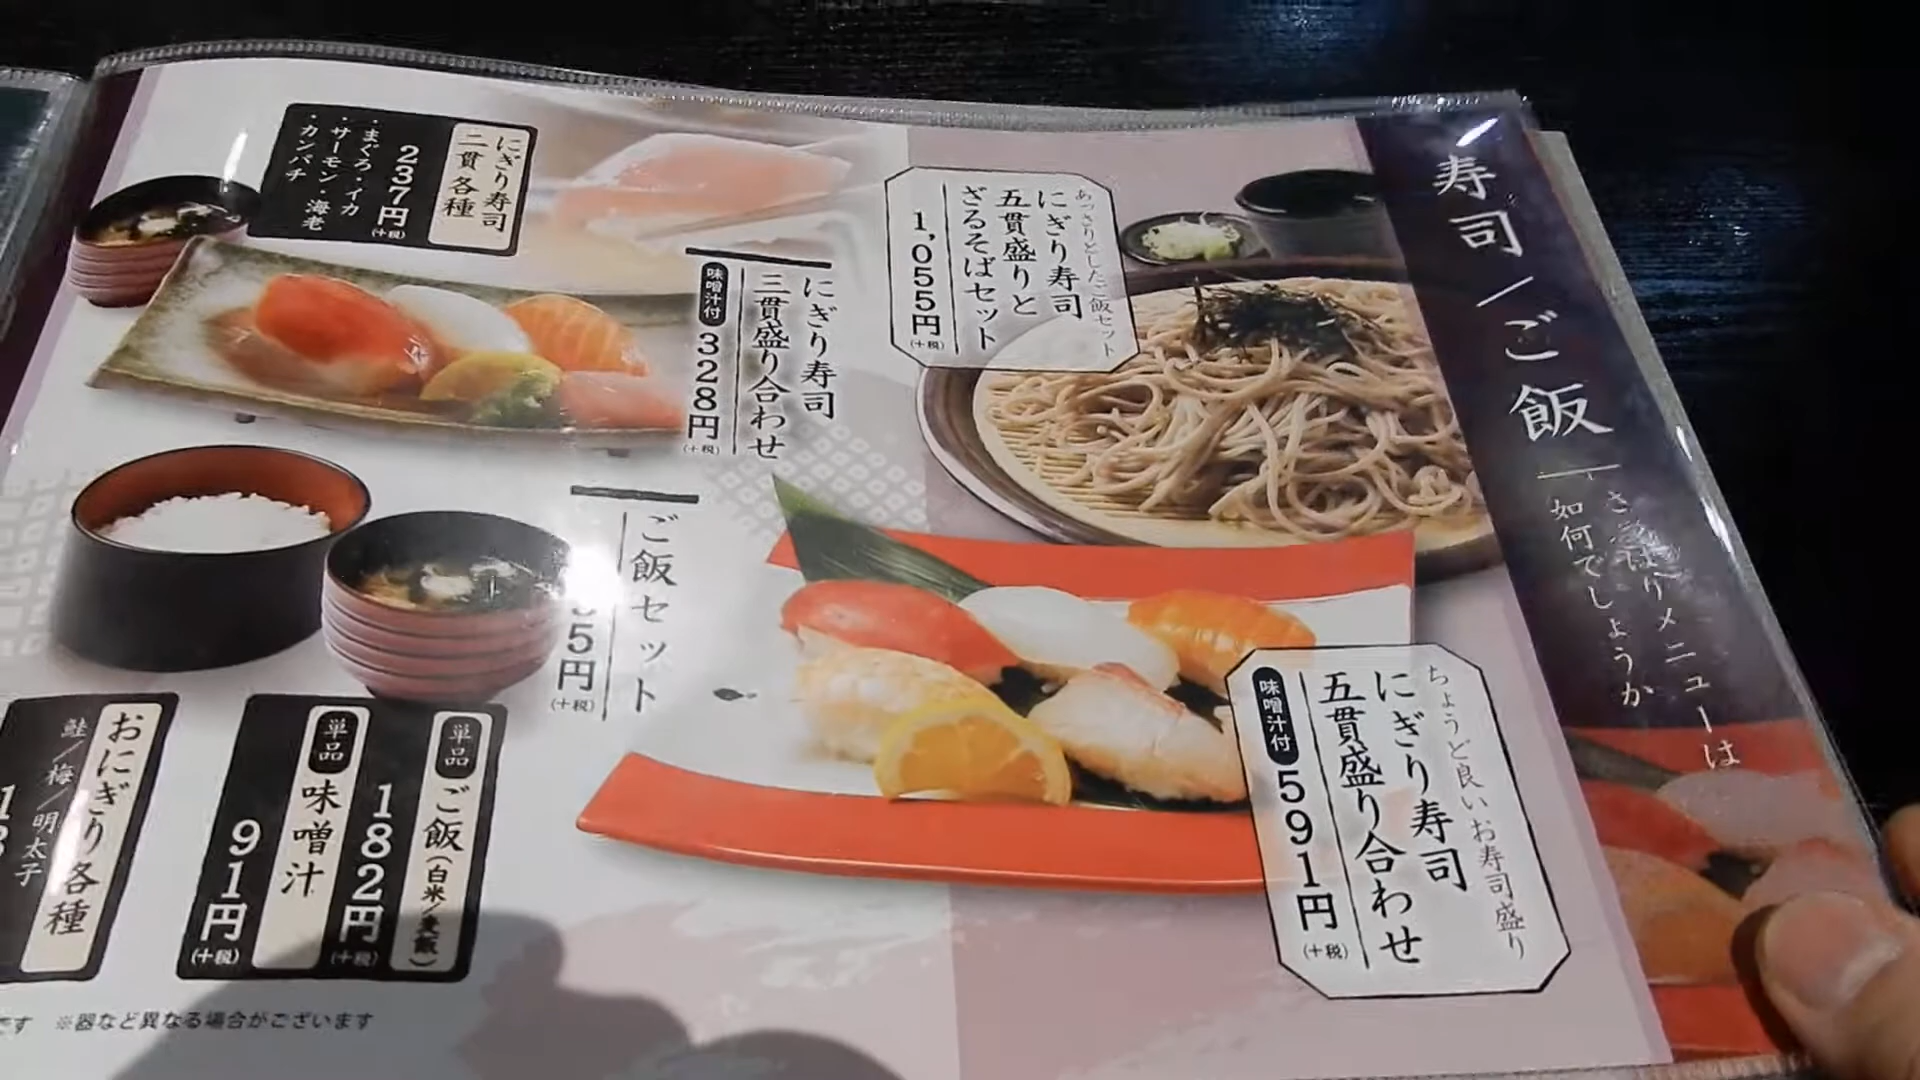 寿司／ご飯
さっぱりメニューは
如何でしょうか
あっさりとしたご飯セット
にぎり寿司
五貫盛りと
ざるそばセット
1,055円
(+税)
ちょうど良いお寿司盛り
にぎり寿司
五貫盛り合わせ
味噌汁付
591円
(+税)
にぎり寿司
三貫盛り合わせ
味噌汁付
328円
(+税)
にぎり寿司
二貫各種
237円
(+税)
・まぐろ・イカ
・サーモン・海老
・カンパチ
ご飯セット
5円
(+税)
単品
ご飯(白米/麦飯)
182円
(+税)
単品
味噌汁
91円
(+税)
おにぎり各種
鮭/梅/明太子
です ※器など異なる場合がございます